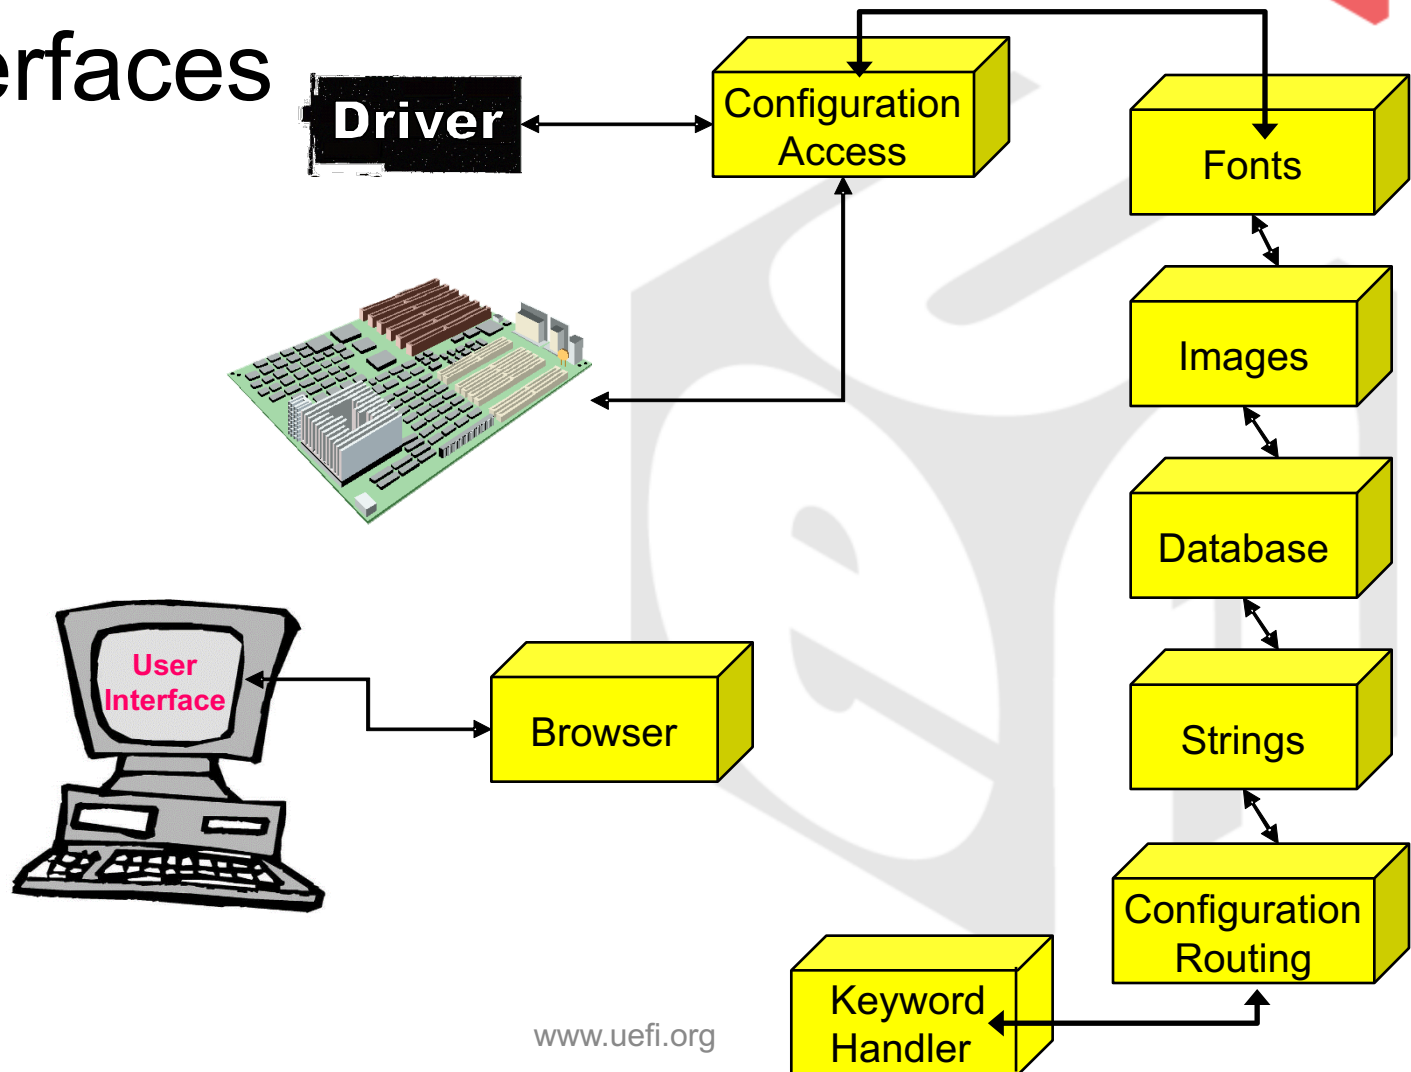 erfaces
Driver
Configuration
Access
Fonts
Images
Database
User
Interface
Browser
Strings
Configuration
Routing
Keyword
Handler
www.uefi.org